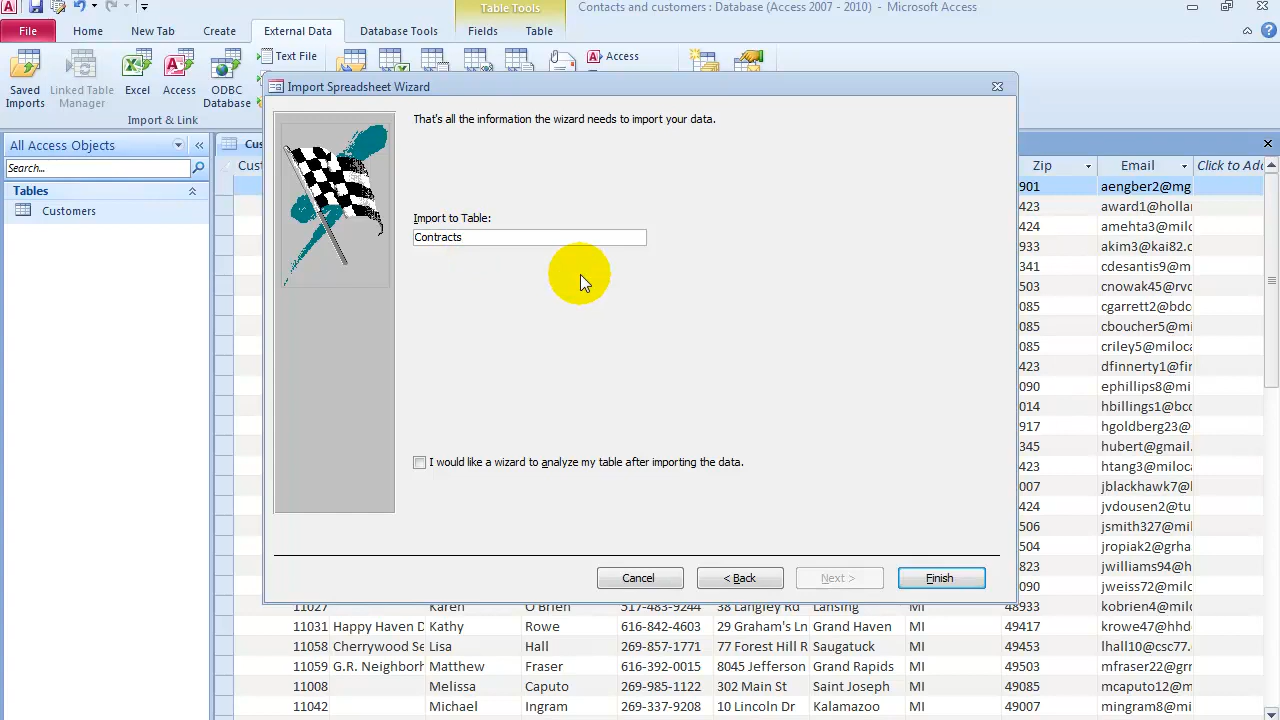 Table Tools
Contacts and customers : Database (Access 2007 - 2010) - Microsoft Access
File Home New Tab Create External Data Database Tools Fields Table
Saved Imports
Linked Table Manager
Excel
Access
ODBC Database
Text File
Access
Import & Link
All Access Objects
Search...
Tables
Customers
Import Spreadsheet Wizard
That's all the information the wizard needs to import your data.
Import to Table:
Contracts
I would like a wizard to analyze my table after importing the data.
Cancel < Back Next > Finish
Zip Email Click to Ad
901 aengber2@mg
423 award1@holla
424 amehta3@milo
933 akim3@kai82.c
341 cdesantis9@m
503 cnowak45@rvc
085 cgarrett2@bdc
085 cboucher5@mi
085 criley5@miloca
423 dfinnerty1@fir
090 ephillips8@mi
014 hbillings1@bcc
917 hgoldberg23@
345 hubert@gmail.
423 htang3@miloc
007 jblackhawk7@l
424 jvdousen2@tu
506 jsmith327@mil
504 jropiak2@grha
823 jwilliams94@h
090 jweiss72@milo
11027 Karen O'Brien 517-483-9244 38 Langley Rd Lansing MI 48933 kobrien4@mil
11031 Happy Haven D Kathy Rowe 616-842-4603 29 Graham's Ln Grand Haven MI 49417 krowe47@hhd
11058 Cherrywood Se Lisa Hall 269-857-1771 77 Forest Hill R Saugatuck MI 49453 lhall10@csc77.
11059 G.R. Neighborh Matthew Fraser 616-392-0015 8045 Jefferson Grand Rapids MI 49503 mfraser22@grr
11008 Melissa Caputo 269-985-1122 302 Main St Saint Joseph MI 49085 mcaputo12@m
11042 Michael Ingram 269-337-9208 10 Lincoln Dr Kalamazoo MI 49007 mingram8@mi